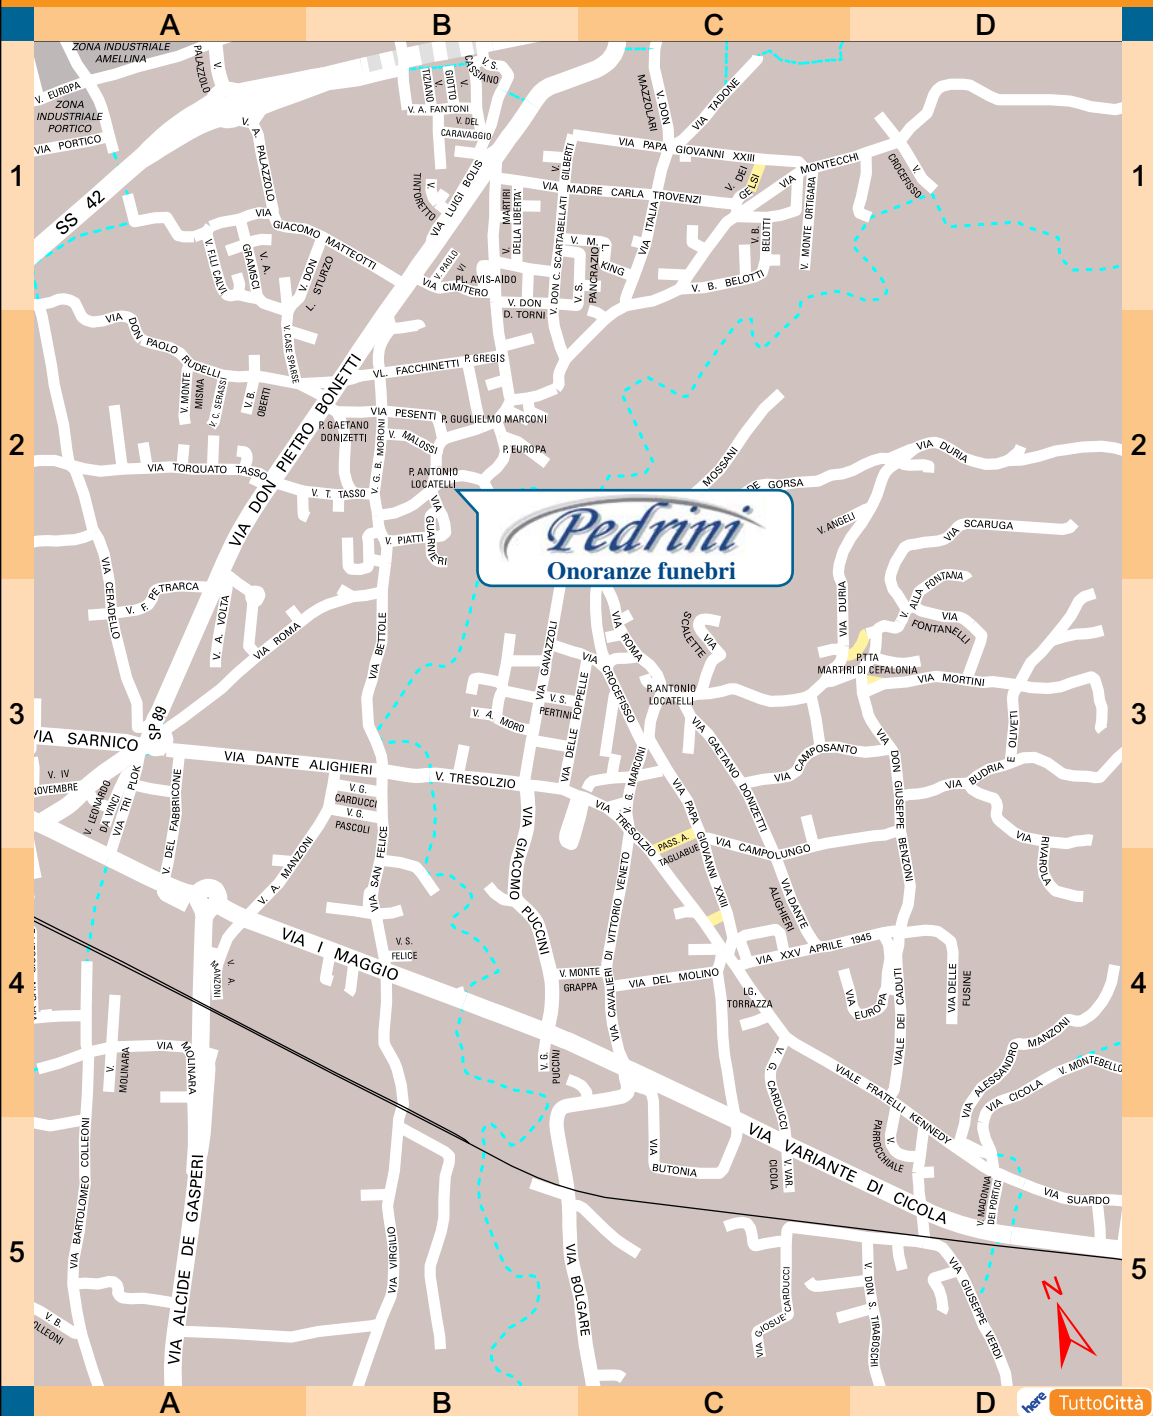 A
B
C
D
1
2
3
4
5
1
2
3
4
5
A
B
C
D
ZONA INDUSTRIALE
AMELLINA
V. PALAZZOLO
V. EUROPA
ZONA
INDUSTRIALE
PORTICO
VIA PORTICO
SS 42
V. A. PALAZZOLO
VIA GIACOMO MATTEOTTI
V. F.LLI CALVI
V. A. GRAMSCI
V. DON
L. STURZO
V. TIZIANO
V. GIOTTO
V. S.
CASSIANO
V. A. FANTONI
V. DEL
CARAVAGGIO
V. TINTORETTO
VIA LUIGI BOLIS
V. PAOLO
VI
PL. AVIS-AIDO
VIA CIMITERO
V. MARTIRI
DELLA LIBERTA'
V. DON
D. TORNI
V. GILBERTI
V. DON C. SCARTABELLATI
V. M. L.
KING
V. S.
PANCRAZIO
V. DON
MAZZOLARI
VIA TADONE
VIA PAPA GIOVANNI XXIII
VIA MADRE CARLA TROVENZI
VIA ITALIA
V. DEI
GELSI
VIA MONTECCHI
V. B.
BELOTTI
V. MONTE ORTIGARA
V. B. BELOTTI
V.
CROCEFISSO
VIA DON PAOLO RUDELLI
V. CASE SPARSE
V. MONTE
MISMA
V. C. SERASSI
V. B.
OBERTI
VIA DON PIETRO BONETTI
VL. FACCHINETTI
P. GREGIS
VIA PESENTI
P. GUGLIELMO MARCONI
P. GAETANO
DONIZETTI
V. MALOSSI
P. EUROPA
V. G. B. MORONI
P. ANTONIO
LOCATELLI
VIA TORQUATO TASSO
V. T. TASSO
VIA
GUARNIERI
V. PIATTI
Pedrini
Onoranze funebri
MOSSANI
DE GORSA
VIA DURIA
V. ANGELI
VIA SCARUGA
VIA CERADELLO
V. F. PETRARCA
V. A. VOLTA
VIA ROMA
VIA BETTOLE
VIA GAVAZZOLI
VIA ROMA
V. SCALETTE
VIA
VIA CROCEFISSO
P. ANTONIO
LOCATELLI
V. S.
PERTINI
V. A. MORO
VIA DELLE FOPPELLE
VIA DURIA
V. ALLA FONTANA
VIA
FONTANELLI
P.TTA
MARTIRI DI CEFALONIA
VIA MORTINI
VIA SARNICO
SP 89
VIA DANTE ALIGHIERI
V. TRESOLZIO
VIA TRESOLZIO
V. G. MARCONI
VIA GAETANO DONIZETTI
VIA CAMPOSANTO
VIA DON GIUSEPPE BENZONI
VIA BUDRIA E OLIVETI
VIA RIVAROLA
V. IV
NOVEMBRE
V. LEONARDO
DA VINCI
VIA TRI PLOK
V. DEL FABBRICONE
V. G.
CARDUCCI
V. G.
PASCOLI
V. A. MANZONI
VIA SAN FELICE
VIA GIACOMO PUCCINI
PASS. A.
TAGLIABUE
VIA PAPA GIOVANNI XXIII
VIA CAMPOLUNGO
VIA DANTE
ALIGHIERI
VIA I MAGGIO
V. A.
MANZONI
V. S.
FELICE
V. MONTE
GRAPPA
VIA CAVALIERI DI VITTORIO VENETO
VIA DEL MOLINO
VIA XXV APRILE 1945
LG.
TORRAZZA
VIA
EUROPA
VIALE DEI CADUTI
VIA DELLE
FUSINE
VIA MOLINARA
V.
MOLINARA
V. G.
PUCCINI
V. G. CARDUCCI
VIALE FRATELLI KENNEDY
VIA ALESSANDRO MANZONI
VIA CICOLA
V. MONTEBELLO
VIA BARTOLOMEO COLLEONI
VIA ALCIDE DE GASPERI
VIA VIRGILIO
VIA BOLGARE
VIA
BUTONIA
VIA VARIANTE DI CICOLA
V. VAR.
CICOLA
V.
PARROCCHIALE
V. MADONNA
DEI PORTICI
VIA SUARDO
V. B.
OLLEONI
VIA GIOSUE' CARDUCCI
V. DON S. TIRABOSCHI
VIA GIUSEPPE VERDI
N
here
TuttoCittà